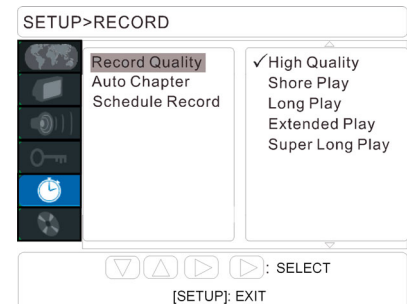 SETUP>RECORD
Record Quality
Auto Chapter
Schedule Record
✓High Quality
Shore Play
Long Play
Extended Play
Super Long Play
: SELECT
[SETUP]: EXIT